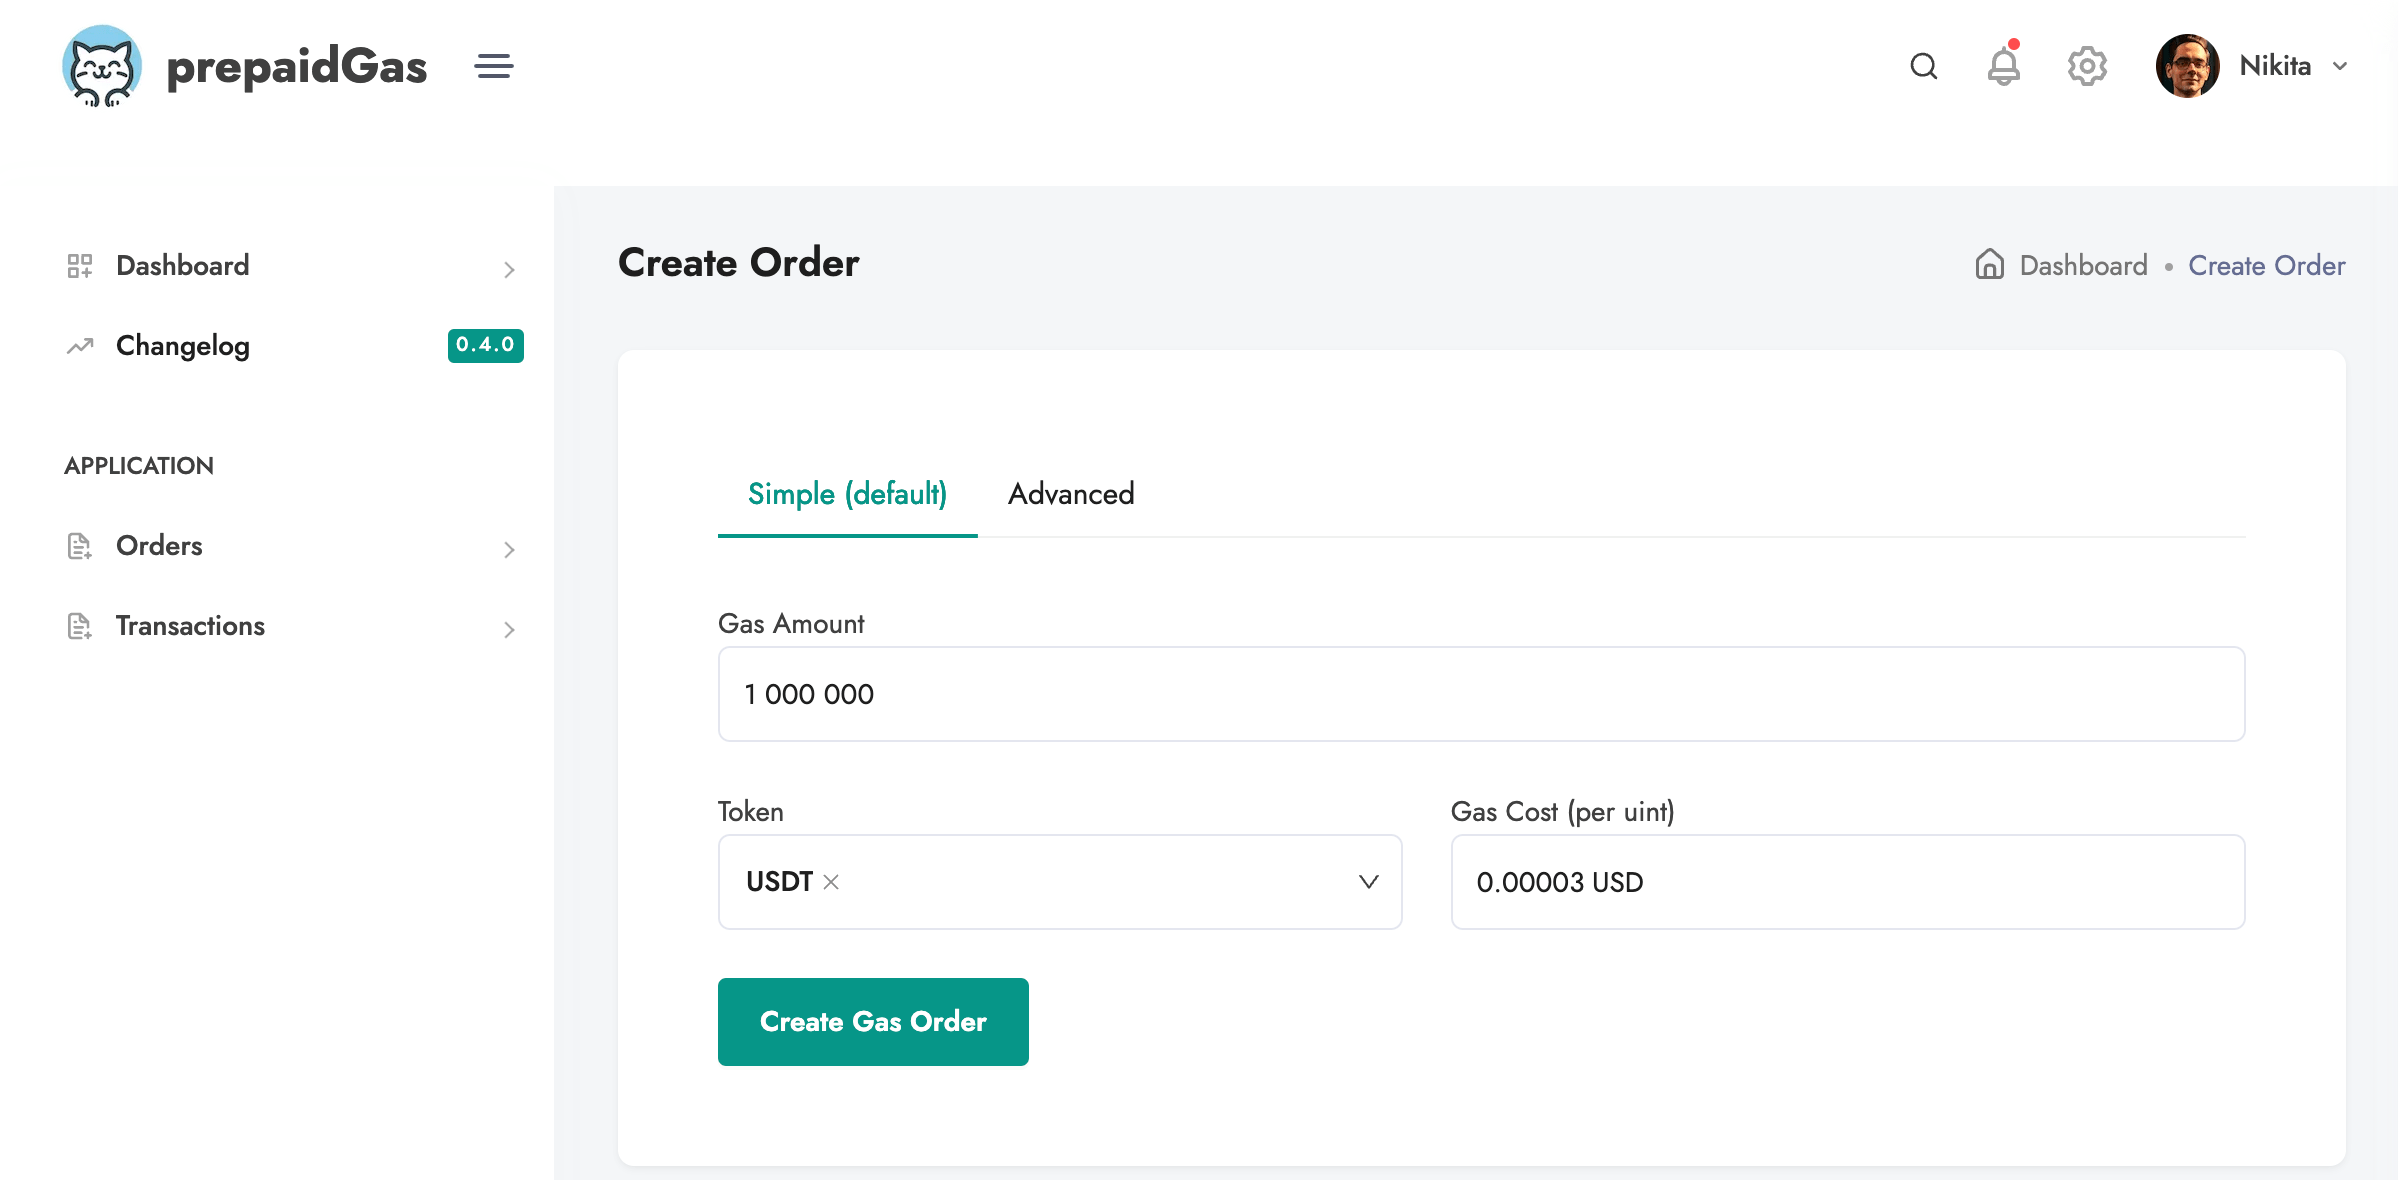 prepaidGas
Nikita
Dashboard
Changelog
0.4.0
APPLICATION
Orders
Transactions
Create Order
Dashboard • Create Order
Simple (default)
Advanced
Gas Amount
1 000 000
Token
Gas Cost (per uint)
USDT
0.00003 USD
Create Gas Order